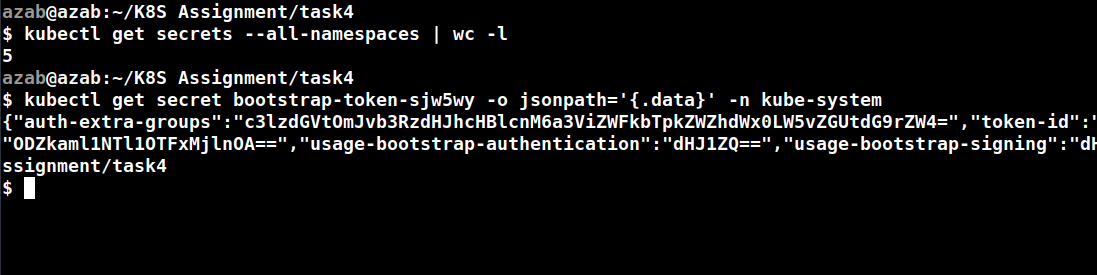 azab@azab:~/K8S Assignment/task4
$ kubectl get secrets --all-namespaces | wc -l
5
azab@azab:~/K8S Assignment/task4
$ kubectl get secret bootstrap-token-sjw5wy -o jsonpath='{.data}' -n kube-system
{"auth-extra-groups":"c3lzdGVtOmJvb3RzdHJhcHBlcnM6a3ViZWFkbTpkZWZhdWx0LW5vZGUtdG9rZW4=","token-id":"
"ODZkaml1NTl1OTFxMjlnOA==","usage-bootstrap-authentication":"dHJ1ZQ==","usage-bootstrap-signing":"dH
ssignment/task4
$